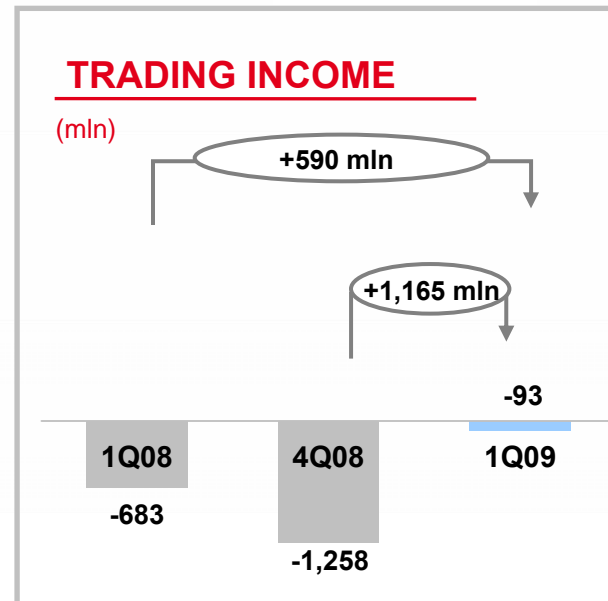 TRADING INCOME
(mln)
+590 mln
+1,165 mln
-93
1Q08
4Q08
1Q09
-683
-1,258